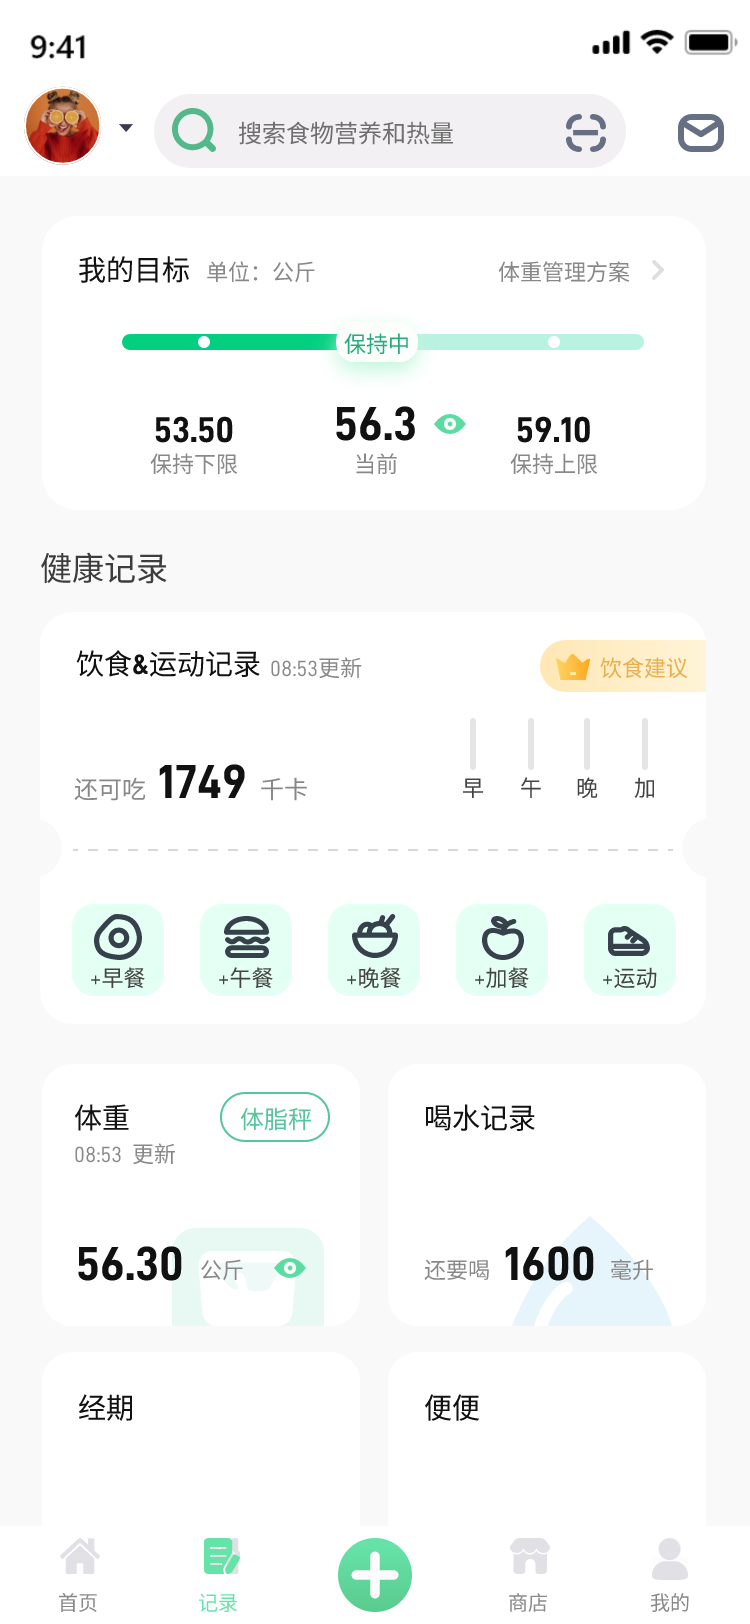 9:41
搜索食物营养和热量
我的目标 单位：公斤 体重管理方案
保持中
53.50 56.3 59.10
保持下限 当前 保持上限
健康记录
饮食&运动记录 08:53更新 饮食建议
还可吃 1749 千卡 早 午 晚 加
+早餐 +午餐 +晚餐 +加餐 +运动
体重 体脂秤
08:53 更新
56.30 公斤
喝水记录
还要喝 1600 毫升
经期 便便
首页 记录 商店 我的